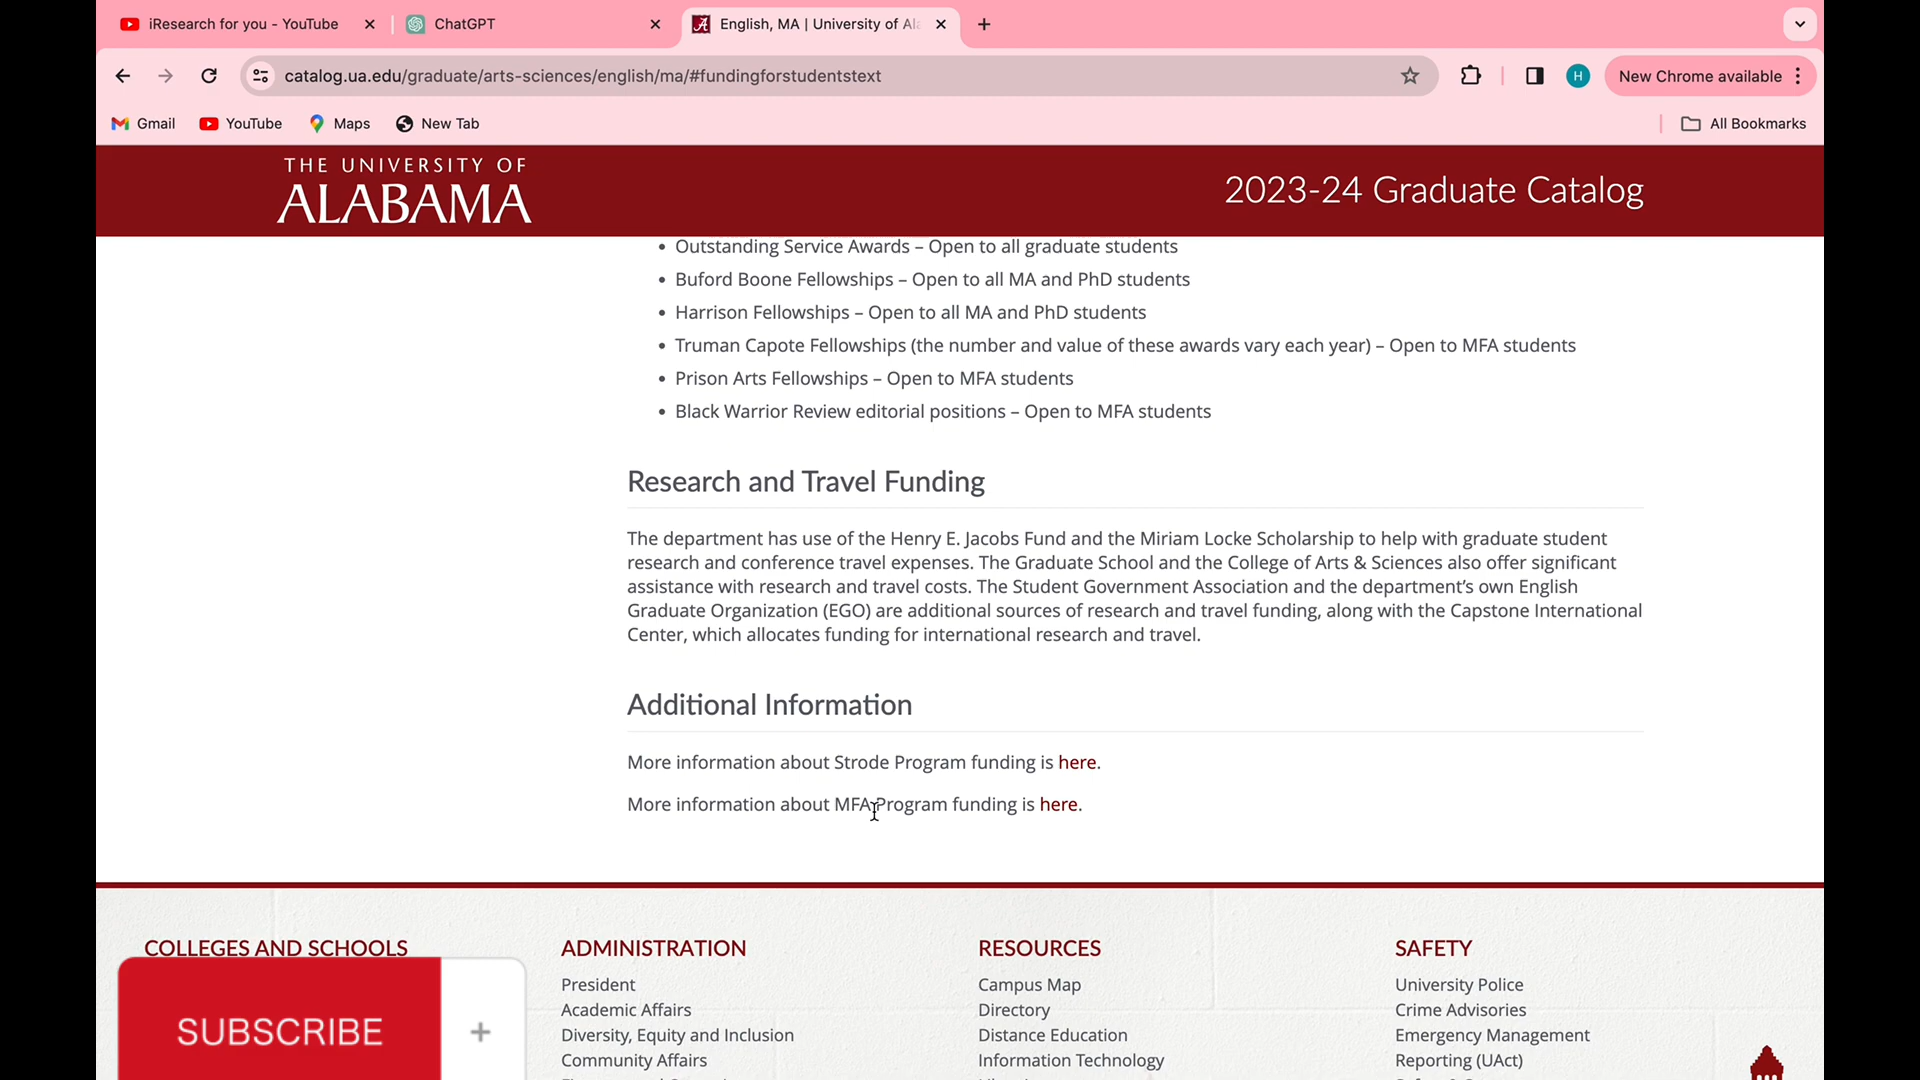 iResearch for you - YouTube
ChatGPT
English, MA | University of Ala
catalog.ua.edu/graduate/arts-sciences/english/ma/#fundingforstudentstext
H
New Chrome available
Gmail
YouTube
Maps
New Tab
All Bookmarks
THE UNIVERSITY OF
ALABAMA
2023-24 Graduate Catalog
• Outstanding Service Awards – Open to all graduate students
• Buford Boone Fellowships – Open to all MA and PhD students
• Harrison Fellowships – Open to all MA and PhD students
• Truman Capote Fellowships (the number and value of these awards vary each year) – Open to MFA students
• Prison Arts Fellowships – Open to MFA students
• Black Warrior Review editorial positions – Open to MFA students
Research and Travel Funding
The department has use of the Henry E. Jacobs Fund and the Miriam Locke Scholarship to help with graduate student
research and conference travel expenses. The Graduate School and the College of Arts & Sciences also offer significant
assistance with research and travel costs. The Student Government Association and the department's own English
Graduate Organization (EGO) are additional sources of research and travel funding, along with the Capstone International
Center, which allocates funding for international research and travel.
Additional Information
More information about Strode Program funding is here.
More information about MFA Program funding is here.
COLLEGES AND SCHOOLS
SUBSCRIBE
+
ADMINISTRATION
President
Academic Affairs
Diversity, Equity and Inclusion
Community Affairs
RESOURCES
Campus Map
Directory
Distance Education
Information Technology
SAFETY
University Police
Crime Advisories
Emergency Management
Reporting (UAct)